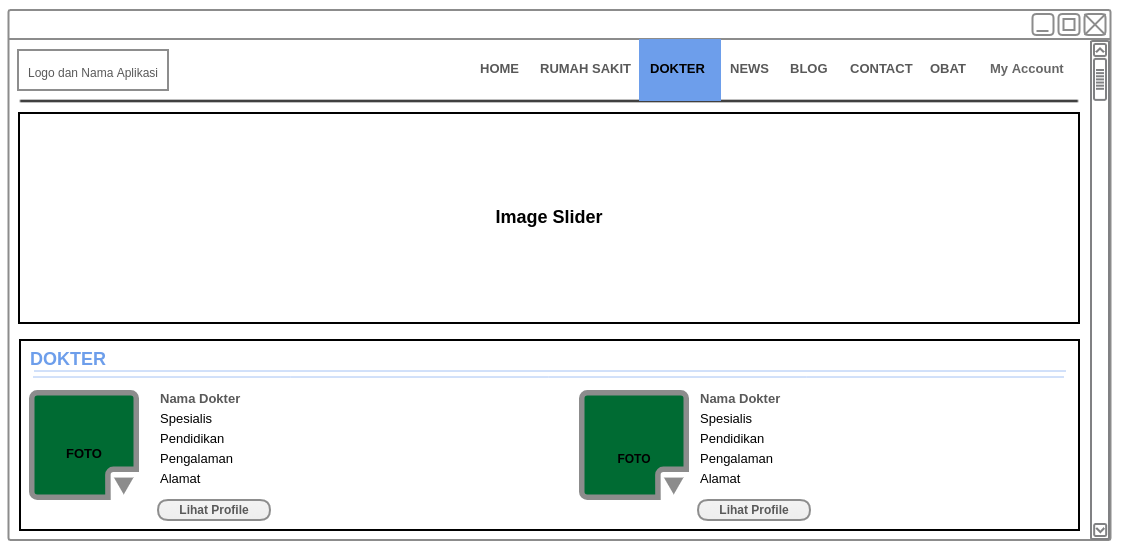 Logo dan Nama Aplikasi
HOME RUMAH SAKIT DOKTER NEWS BLOG CONTACT OBAT My Account
Image Slider
DOKTER
FOTO
Nama Dokter
Spesialis
Pendidikan
Pengalaman
Alamat
Lihat Profile
FOTO
Nama Dokter
Spesialis
Pendidikan
Pengalaman
Alamat
Lihat Profile